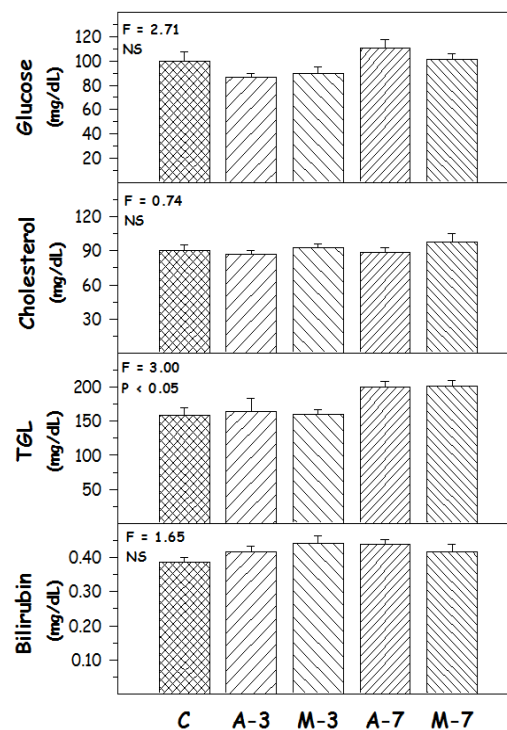 F = 2.71
NS
120
100
80
60
40
20
Glucose
(mg/dL)
F = 0.74
NS
120
90
60
30
Cholesterol
(mg/dL)
F = 3.00
P < 0.05
200
150
100
50
TGL
(mg/dL)
F = 1.65
NS
0.40
0.30
0.20
0.10
Bilirubin
(mg/dL)
C A-3 M-3 A-7 M-7